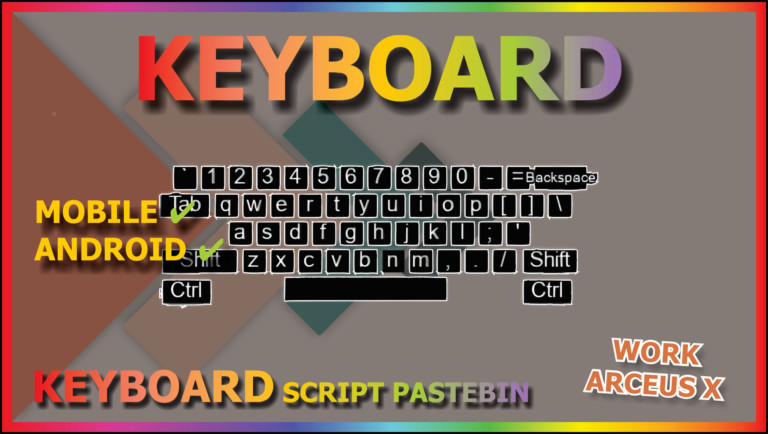 KEYBOARD
` 1 2 3 4 5 6 7 8 9 0 - = Backspace
Tab q w e r t y u i o p [ ] \
MOBILE
a s d f g h j k l ; '
ANDROID
Shift z x c v b n m , . / Shift
Ctrl Ctrl
WORK
ARCEUS X
KEYBOARD SCRIPT PASTEBIN